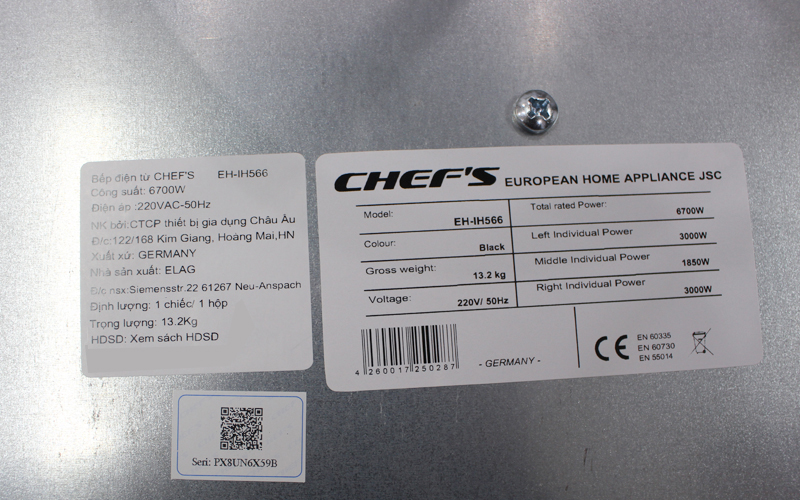 Bếp điện từ CHEF'S EH-IH566
Công suất: 6700W
Điện áp :220VAC-50Hz
NK bởi:CTCP thiết bị gia dụng Châu Âu
Đ/c:122/168 Kim Giang, Hoàng Mai,HN
Xuất xứ: GERMANY
Nhà sản xuất: ELAG
Đ/c nsx:Siemensstr.22 61267 Neu-Anspach
Định lượng: 1 chiếc/ 1 hộp
Trọng lượng: 13.2Kg
HDSD: Xem sách HDSD
CHEF'S EUROPEAN HOME APPLIANCE JSC
Model: EH-IH566
Colour: Black
Gross weight: 13.2 kg
Voltage: 220V/ 50Hz
Total rated Power: 6700W
Left Individual Power 3000W
Middle Individual Power 1850W
Right Individual Power 3000W
4 260017 250287
- GERMANY -
CE
EN 60335
EN 60730
EN 55014
Seri: PX8UN6X59B